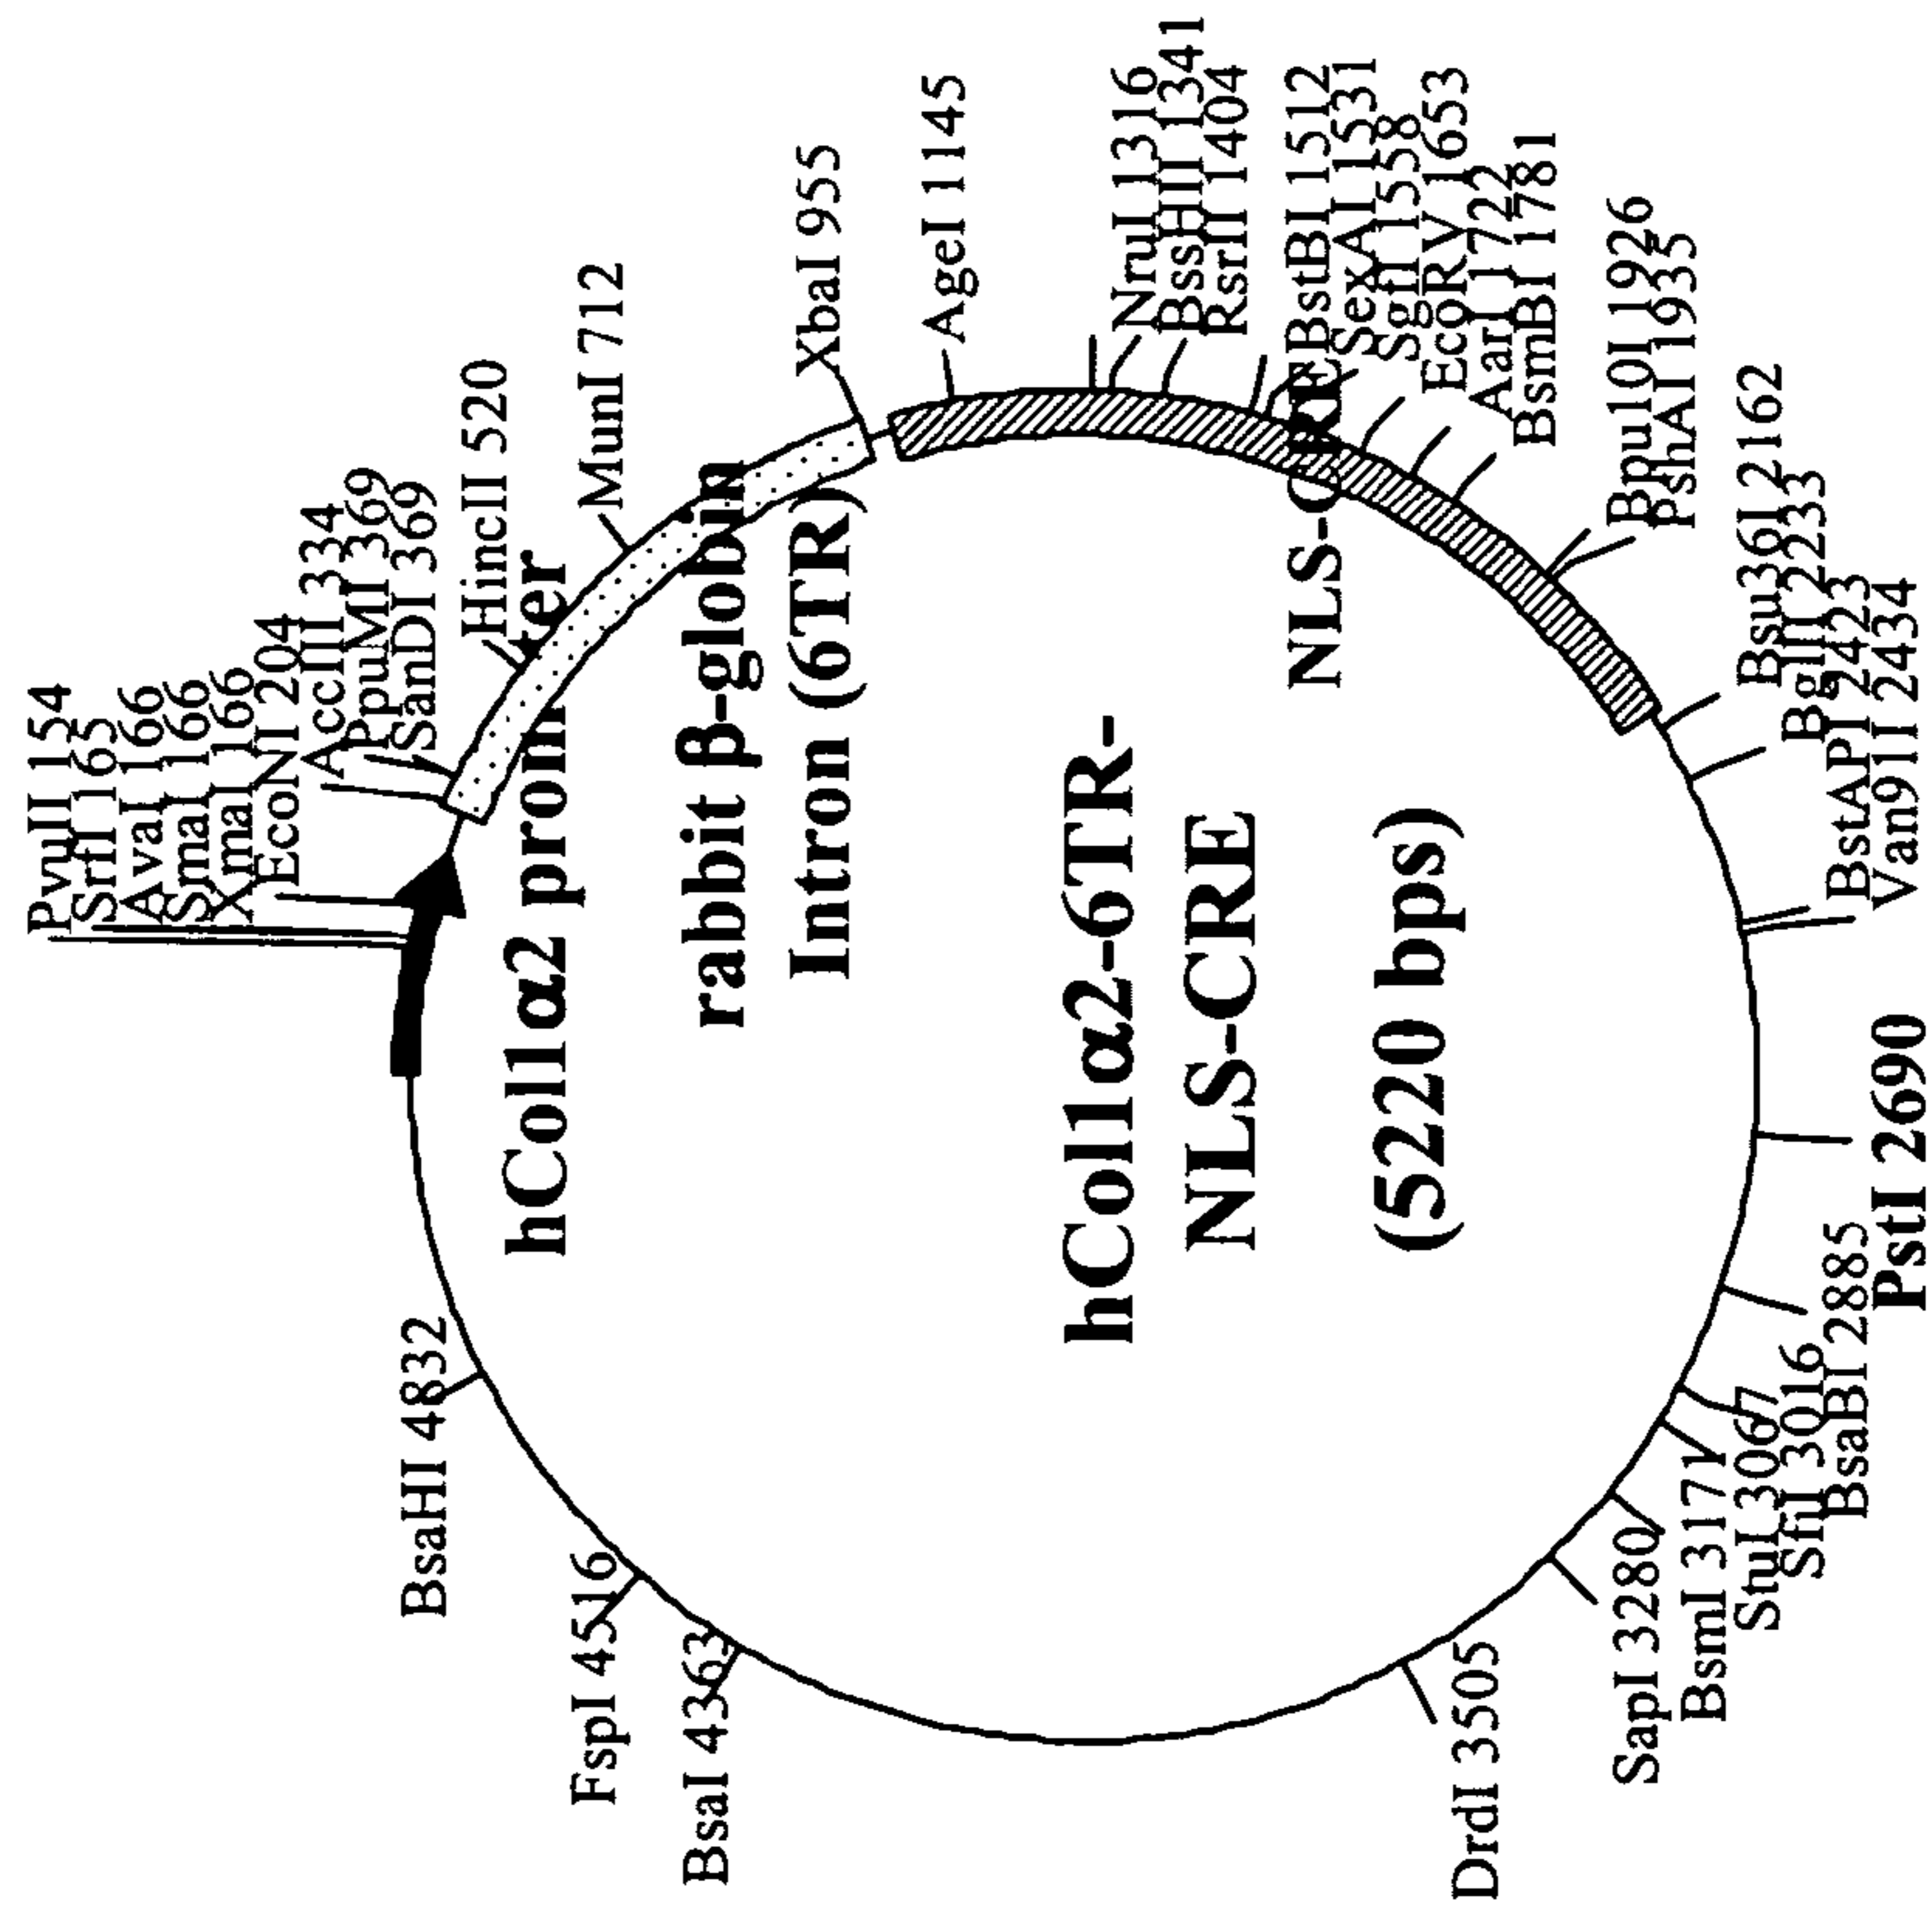 PvuII 154
SrfI 165
AvaI 166
SmaI 166
XmaI 166
EcoNI 204
AccIII 334
PpuMI 369
SanDI 369
HincII 520
MunI 712
XbaI 955
AgeI 1145
NruI 1316
BssHII 1341
RsrII 1404
BstBI 1512
SexAI 1531
SgfI 1558
EcoRV 1653
AarI 1722
BsmBI 1781
Bpu10I 1926
PshAI 1935
Bsu36I 2162
BglII 2233
BstAPI 2423
Van91I 2434
PstI 2690
BsaBI 2885
SfiI 3016
StuI 3067
BsmI 3171
SapI 3280
DrdI 3505
BsaI 4363
FspI 4516
BsaHI 4832
hCol1α2 promoter
rabbit β-globin
Intron (6TR)
NLS-CRE
hCol1α2-6TR-
NLS-CRE
(5220 bps)